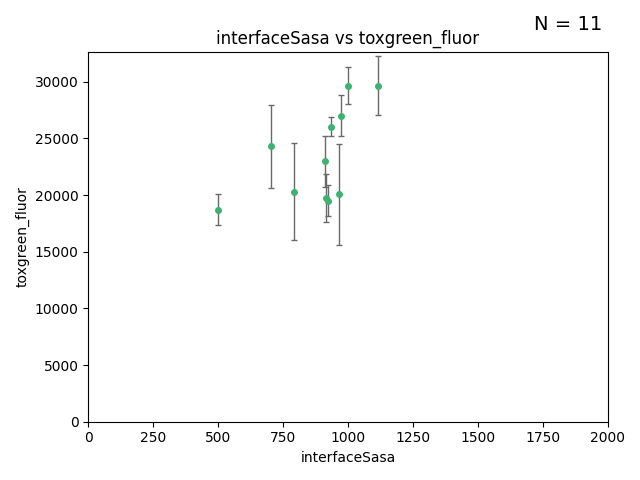 N = 11
interfaceSasa vs toxgreen_fluor
30000
25000
20000
15000
10000
5000
0
toxgreen_fluor
0 250 500 750 1000 1250 1500 1750 2000
interfaceSasa